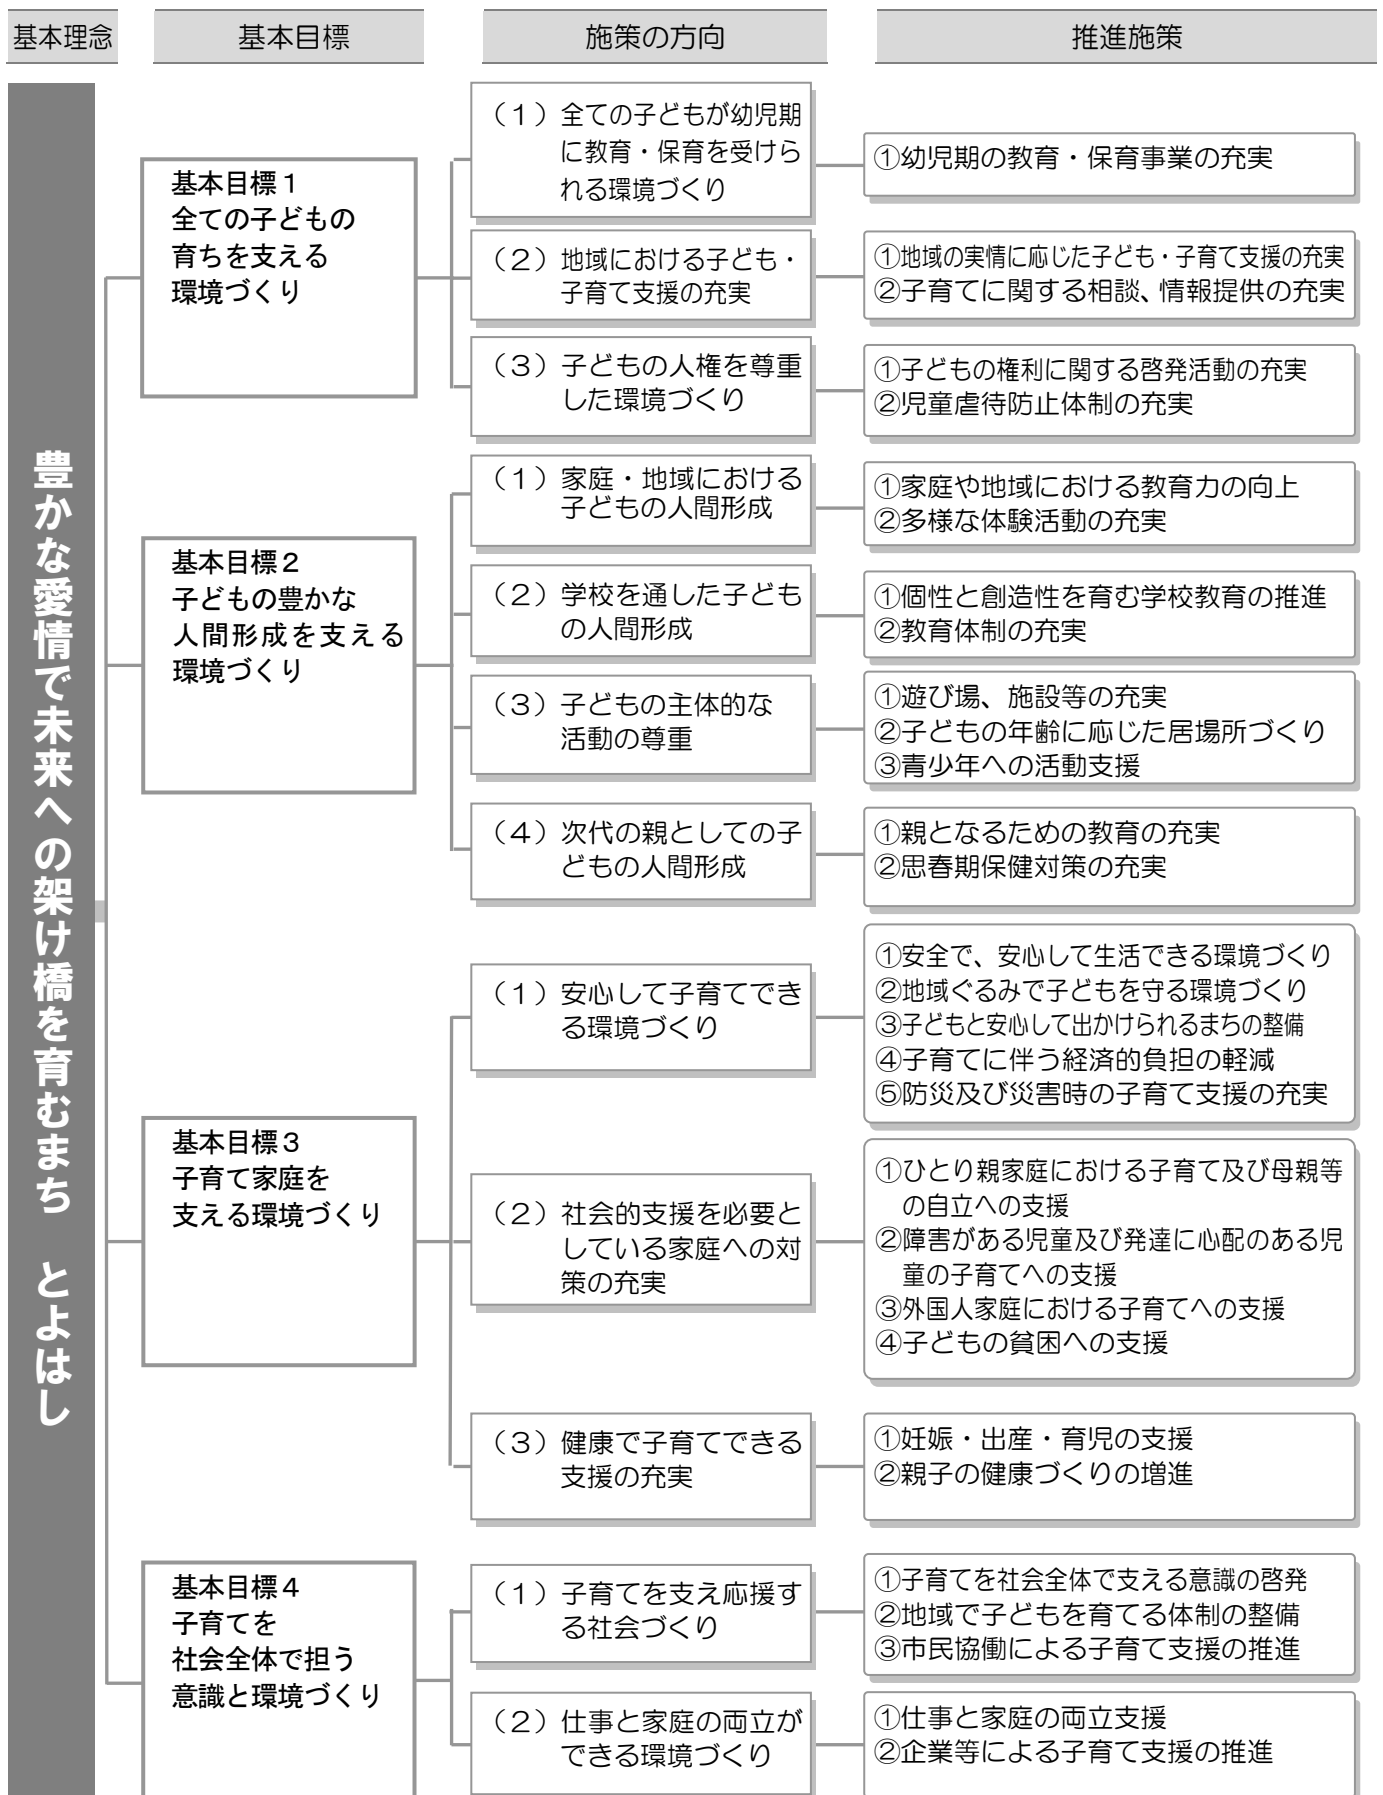 基本理念
基本目標
施策の方向
推進施策
豊かな愛情で未来への架け橋を育むまち　とよはし
基本目標１
全ての子どもの
育ちを支える
環境づくり
（１）全ての子どもが幼児期
に教育・保育を受けら
れる環境づくり
①幼児期の教育・保育事業の充実
（２）地域における子ども・
子育て支援の充実
①地域の実情に応じた子ども・子育て支援の充実
②子育てに関する相談、情報提供の充実
（３）子どもの人権を尊重
した環境づくり
①子どもの権利に関する啓発活動の充実
②児童虐待防止体制の充実
基本目標２
子どもの豊かな
人間形成を支える
環境づくり
（１）家庭・地域における
子どもの人間形成
①家庭や地域における教育力の向上
②多様な体験活動の充実
（２）学校を通した子ども
の人間形成
①個性と創造性を育む学校教育の推進
②教育体制の充実
（３）子どもの主体的な
活動の尊重
①遊び場、施設等の充実
②子どもの年齢に応じた居場所づくり
③青少年への活動支援
（４）次代の親としての子
どもの人間形成
①親となるための教育の充実
②思春期保健対策の充実
基本目標３
子育て家庭を
支える環境づくり
（１）安心して子育てでき
る環境づくり
①安全で、安心して生活できる環境づくり
②地域ぐるみで子どもを守る環境づくり
③子どもと安心して出かけられるまちの整備
④子育てに伴う経済的負担の軽減
⑤防災及び災害時の子育て支援の充実
（２）社会的支援を必要と
している家庭への対
策の充実
①ひとり親家庭における子育て及び母親等
の自立への支援
②障害がある児童及び発達に心配のある児
童の子育てへの支援
③外国人家庭における子育てへの支援
④子どもの貧困への支援
（３）健康で子育てできる
支援の充実
①妊娠・出産・育児の支援
②親子の健康づくりの増進
基本目標４
子育てを
社会全体で担う
意識と環境づくり
（１）子育てを支え応援す
る社会づくり
①子育てを社会全体で支える意識の啓発
②地域で子どもを育てる体制の整備
③市民協働による子育て支援の推進
（２）仕事と家庭の両立が
できる環境づくり
①仕事と家庭の両立支援
②企業等による子育て支援の推進